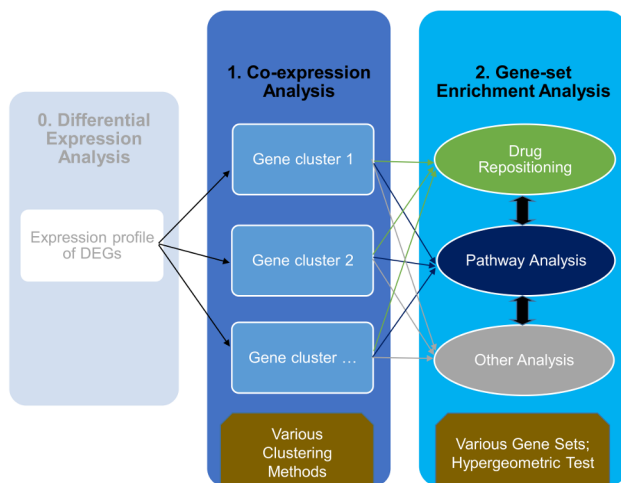 0. Differential
Expression
Analysis
Expression profile
of DEGs
1. Co-expression
Analysis
Gene cluster 1
Gene cluster 2
Gene cluster …
Various
Clustering
Methods
2. Gene-set
Enrichment Analysis
Drug
Repositioning
Pathway Analysis
Other Analysis
Various Gene Sets;
Hypergeometric Test